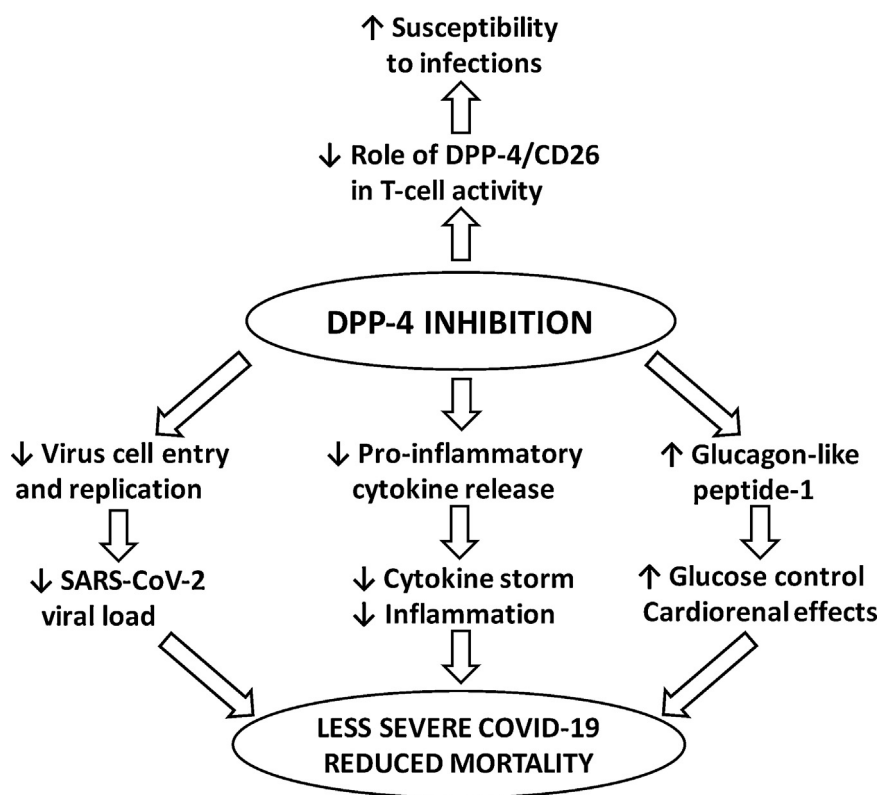 ↑ Susceptibility
to infections
↓ Role of DPP-4/CD26
in T-cell activity
DPP-4 INHIBITION
↓ Virus cell entry
and replication
↓ SARS-CoV-2
viral load
↓ Pro-inflammatory
cytokine release
↓ Cytokine storm
↓ Inflammation
↑ Glucagon-like
peptide-1
↑ Glucose control
Cardiorenal effects
LESS SEVERE COVID-19
REDUCED MORTALITY